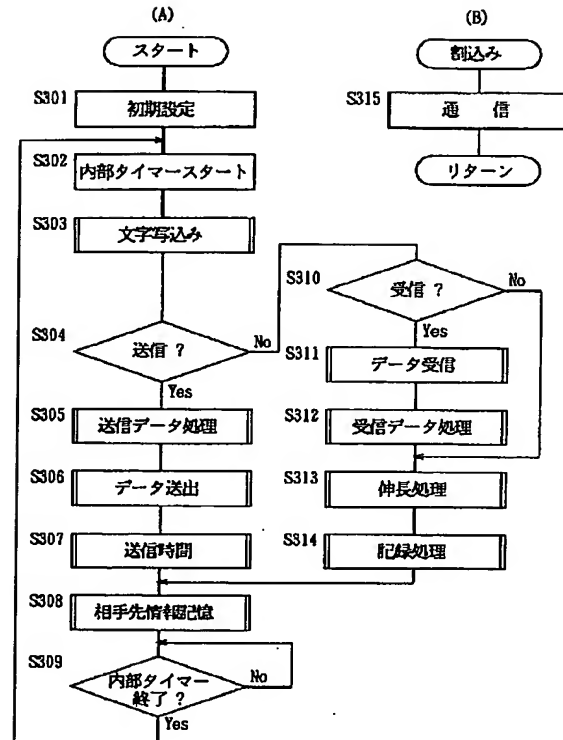 (A)
スタート
S301
初期設定
S302
内部タイマースタート
S303
文字写込み
S304
送信？
No
Yes
S305
送信データ処理
S306
データ送出
S307
送信時間
S308
相手先情報記憶
S309
内部タイマー
終了？
No
Yes
S310
受信？
No
Yes
S311
データ受信
S312
受信データ処理
S313
伸長処理
S314
記録処理
(B)
割込み
S315
通　信
リターン